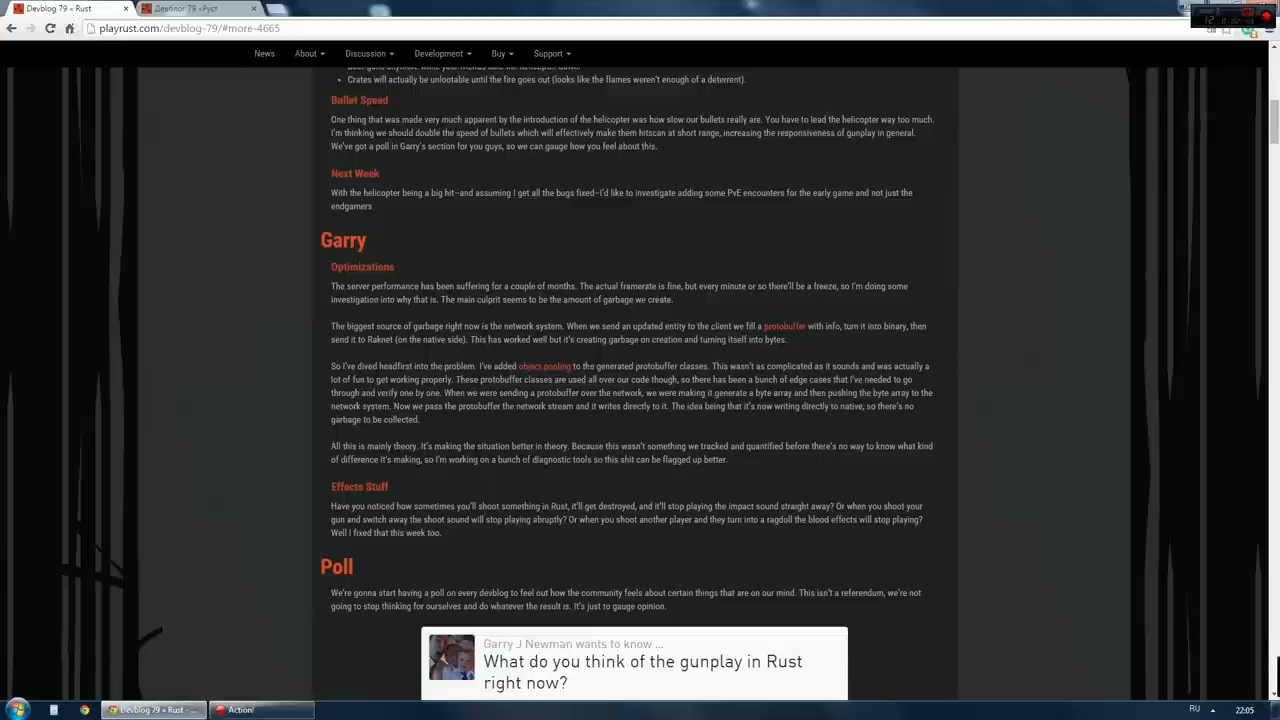 Devblog 79 » Rust
Девблог 79 »Руст
playrust.com/devblog-79/#more-4665
News About Discussion Development Buy Support
Crates will actually be unlootable until the fire goes out (looks like the flames weren't enough of a deterrent).
Bullet Speed
One thing that was made very much apparent by the introduction of the helicopter was how slow our bullets really are. You have to lead the helicopter way too much.
I'm thinking we should double the speed of bullets which will effectively make them hitscan at short range, increasing the responsiveness of gunplay in general.
We've got a poll in Garry's section for you guys, so we can gauge how you feel about this.
Next Week
With the helicopter being a big hit–and assuming I get all the bugs fixed–I'd like to investigate adding some PvE encounters for the early game and not just the
endgamers
Garry
Optimizations
The server performance has been suffering for a couple of months. The actual framerate is fine, but every minute or so there'll be a freeze, so I'm doing some
investigation into why that is. The main culprit seems to be the amount of garbage we create.
The biggest source of garbage right now is the network system. When we send an updated entity to the client we fill a protobuffer with info, turn it into binary, then
send it to Raknet (on the native side). This has worked well but it's creating garbage on creation and turning itself into bytes.
So I've dived headfirst into the problem. I've added object pooling to the generated protobuffer classes. This wasn't as complicated as it sounds and was actually a
lot of fun to get working properly. These protobuffer classes are used all over our code though, so there has been a bunch of edge cases that I've needed to go
through and verify one by one. When we were sending a protobuffer over the network, we were making it generate a byte array and then pushing the byte array to the
network system. Now we pass the protobuffer the network stream and it writes directly to it. The idea being that it's now writing directly to native, so there's no
garbage to be collected.
All this is mainly theory. It's making the situation better in theory. Because this wasn't something we tracked and quantified before there's no way to know what kind
of difference it's making, so I'm working on a bunch of diagnostic tools so this shit can be flagged up better.
Effects Stuff
Have you noticed how sometimes you'll shoot something in Rust, it'll get destroyed, and it'll stop playing the impact sound straight away? Or when you shoot your
gun and switch away the shoot sound will stop playing abruptly? Or when you shoot another player and they turn into a ragdoll the blood effects will stop playing?
Well I fixed that this week too.
Poll
We're gonna start having a poll on every devblog to feel out how the community feels about certain things that are on our mind. This isn't a referendum, we're not
going to stop thinking for ourselves and do whatever the result is. It's just to gauge opinion.
Garry J Newman wants to know ...
What do you think of the gunplay in Rust
right now?
Devblog 79 « Rust - ...
Action!
RU
22:05